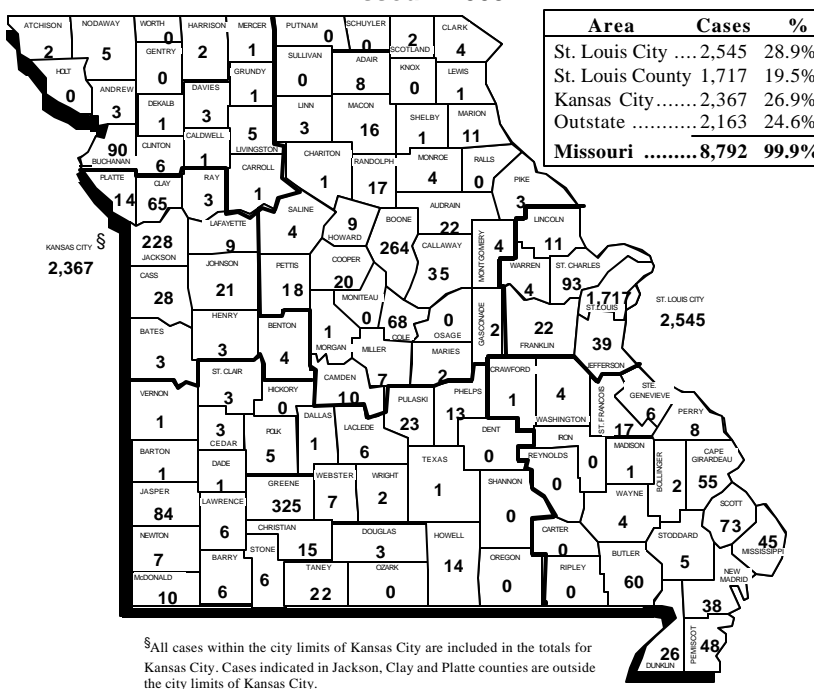 Area Cases % 
St. Louis City .... 2,545 28.9%
St. Louis County 1,717 19.5%
Kansas City....... 2,367 26.9%
Outstate ............ 2,163 24.6%
Missouri ......... 8,792 99.9%
ATCHISON
2
NODAWAY
5
WORTH
0
HARRISON
2
MERCER
1
PUTNAM
0
SCHUYLER
0
SCOTLAND
2
CLARK
4
HOLT
0
ANDREW
3
GENTRY
0
DEKALB
1
DAVIES
3
GRUNDY
1
SULLIVAN
0
ADAIR
8
KNOX
0
LEWIS
1
LINN
3
MACON
16
SHELBY
1
MARION
11
90
BUCHANAN
CLINTON
6
CALDWELL
1
5
LIVINGSTON
CARROLL
1
CHARITON
1
RANDOLPH
17
MONROE
4
RALLS
0
PIKE
3
PLATTE
14
CLAY
65
RAY
3
SALINE
4
9
HOWARD
BOONE
264
AUDRAIN
22
CALLAWAY
35
MONTGOMERY
4
LINCOLN
11
WARREN
4
ST. CHARLES
93
1,717
ST.LOUIS
ST. LOUIS CITY
2,545
KANSAS CITY §
2,367
228
JACKSON
LAFAYETTE
9
CASS
28
JOHNSON
21
PETTIS
18
COOPER
20
MONITEAU
0
68
COLE
0
OSAGE
GASCONADE
2
22
FRANKLIN
39
JEFFERSON
BATES
3
HENRY
3
BENTON
4
1
MORGAN
MILLER
7
MARIES
2
CAMDEN
10
VERNON
1
ST. CLAIR
3
HICKORY
0
3
CEDAR
POLK
5
DALLAS
1
LACLEDE
6
PULASKI
23
PHELPS
13
CRAWFORD
1
4
WASHINGTON
ST. FRANCOIS
17
STE.
GENEVIEVE
6
PERRY
8
DENT
0
IRON
0
REYNOLDS
0
MADISON
1
BOLLINGER
2
CAPE
GIRARDEAU
55
BARTON
1
DADE
1
GREENE
325
WEBSTER
7
WRIGHT
2
TEXAS
1
SHANNON
0
WAYNE
4
SCOTT
73
45
MISSISSIPPI
JASPER
84
LAWRENCE
6
CHRISTIAN
15
DOUGLAS
3
HOWELL
14
CARTER
0
BUTLER
60
STODDARD
5
NEW
MADRID
38
NEWTON
7
BARRY
6
STONE
6
TANEY
22
OZARK
0
OREGON
0
RIPLEY
0
McDONALD
10
26
DUNKLIN
PEMISCOT
48
§All cases within the city limits of Kansas City are included in the totals for
Kansas City. Cases indicated in Jackson, Clay and Platte counties are outside
the city limits of Kansas City.